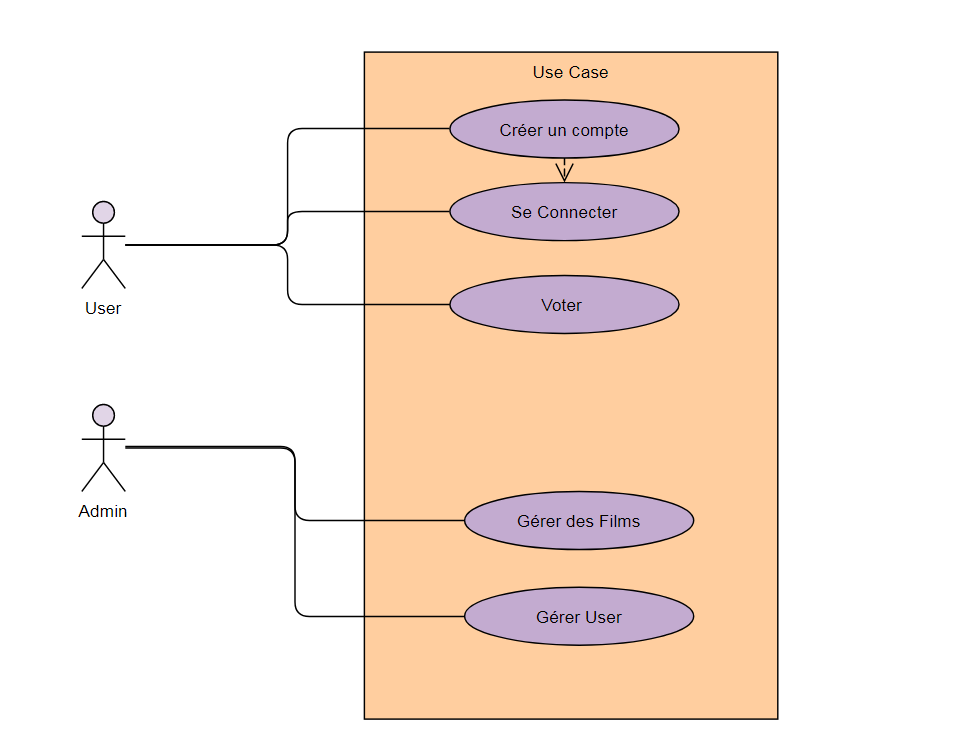 Use Case
Créer un compte
Se Connecter
Voter
User
Admin
Gérer des Films
Gérer User